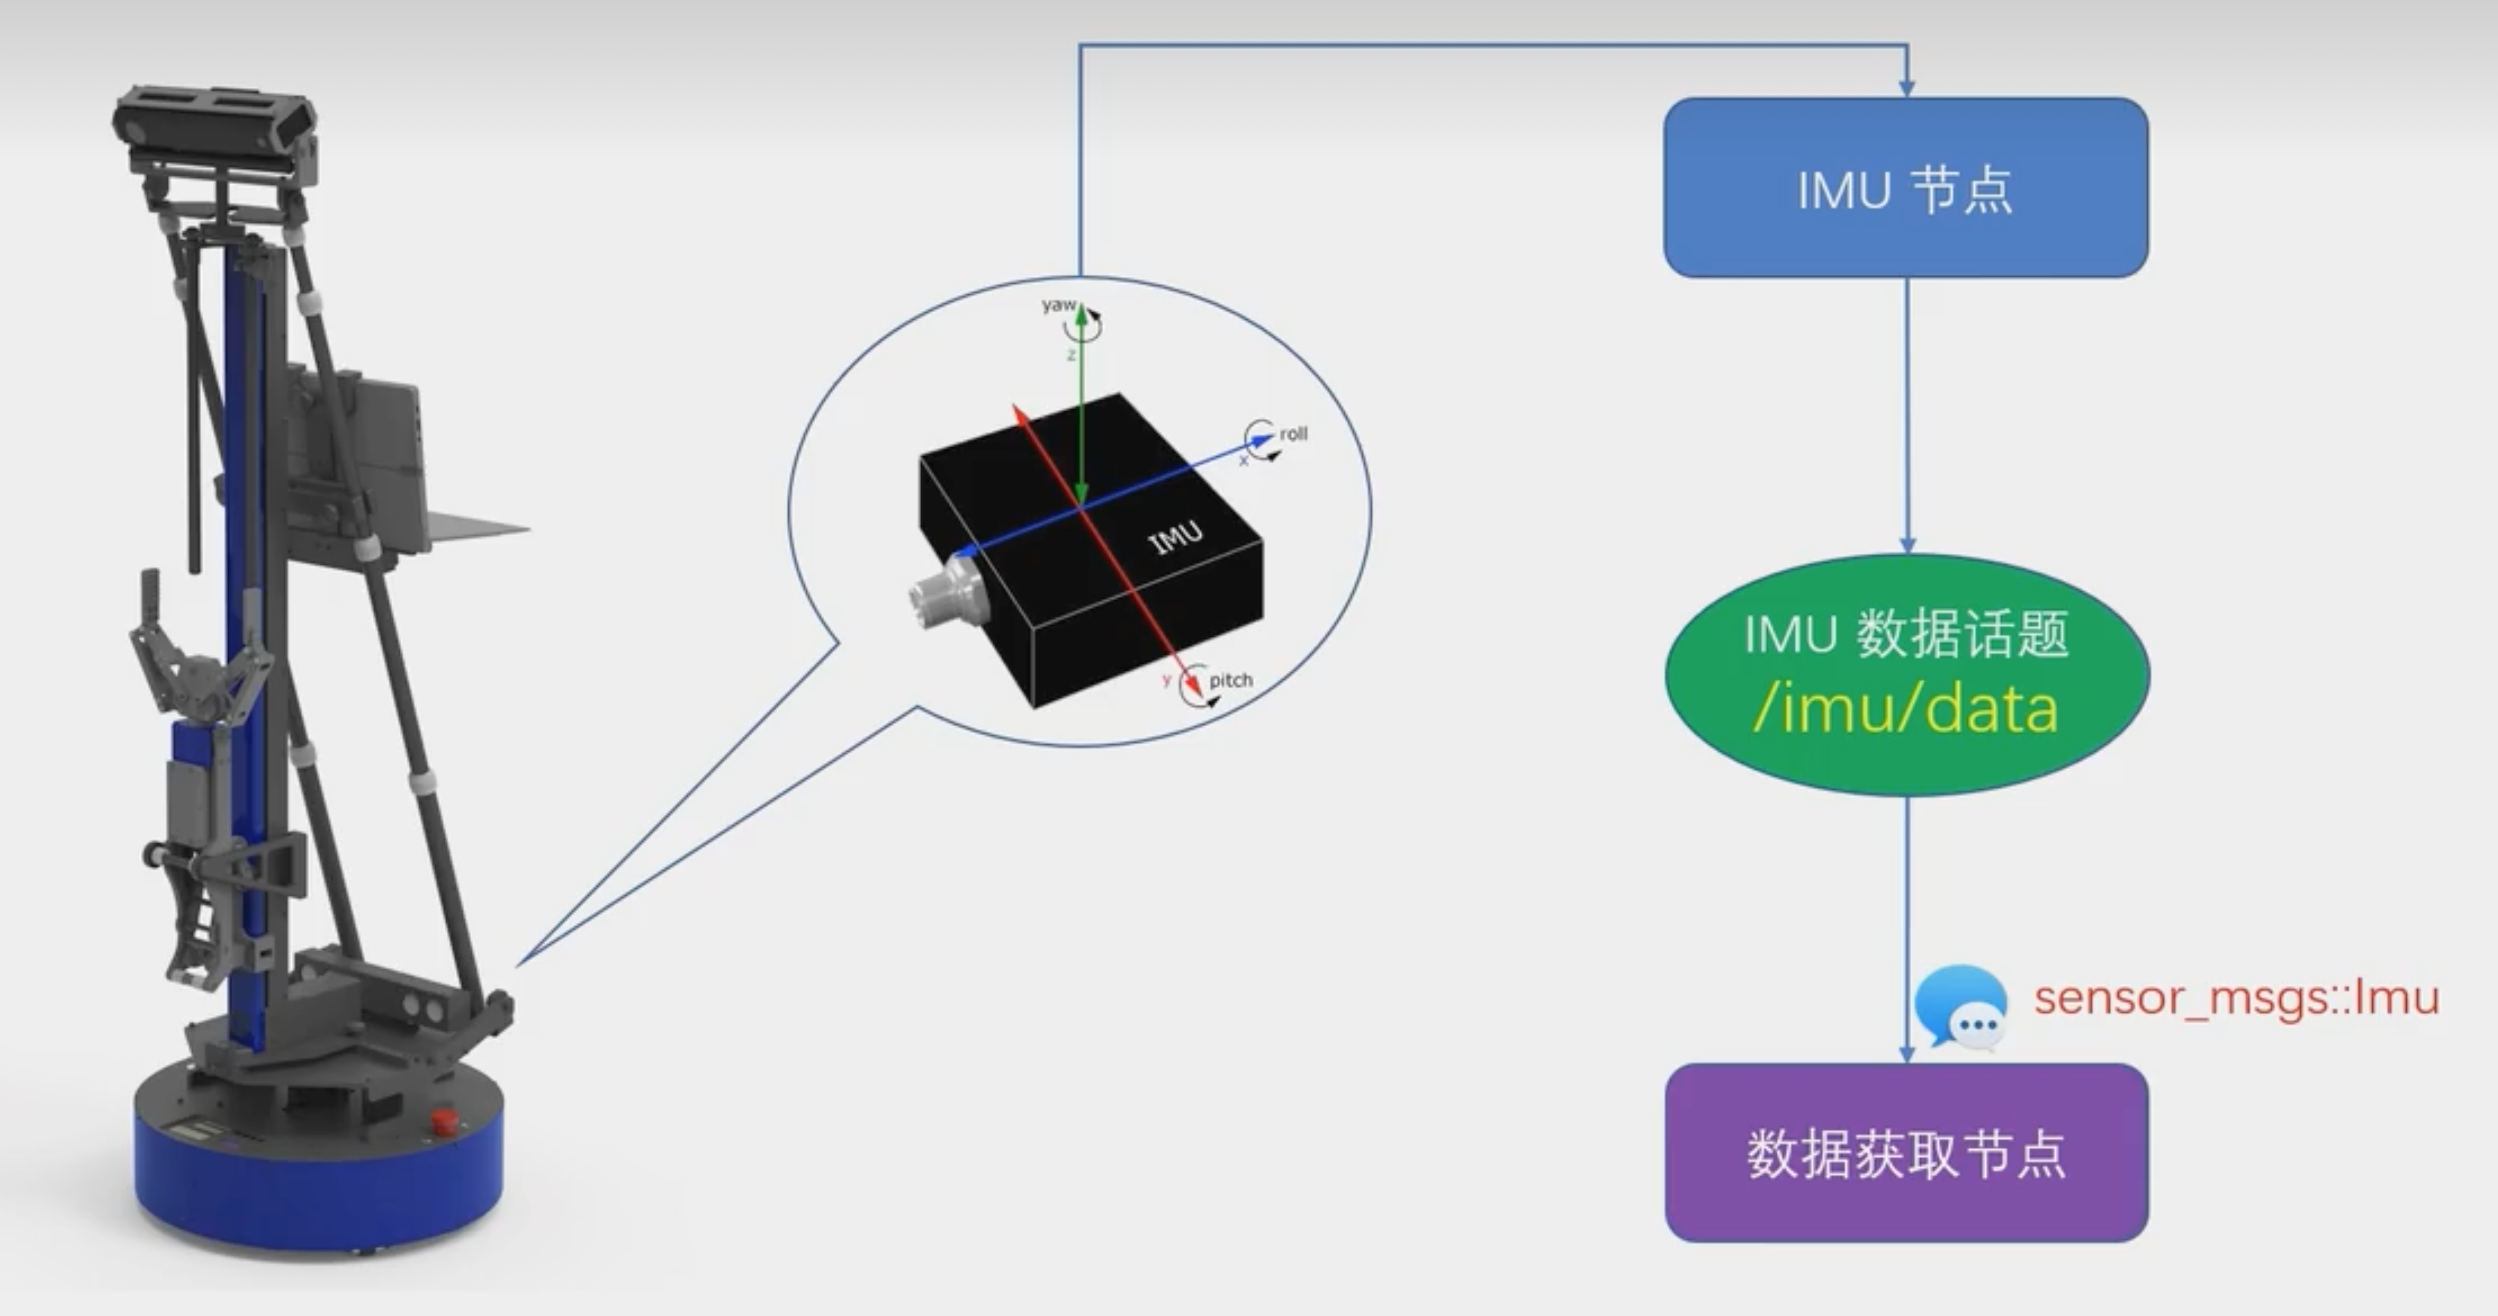 yaw
z
roll
x
IMU
y
pitch
IMU 节点
IMU 数据话题
/imu/data
sensor_msgs::Imu
数据获取节点